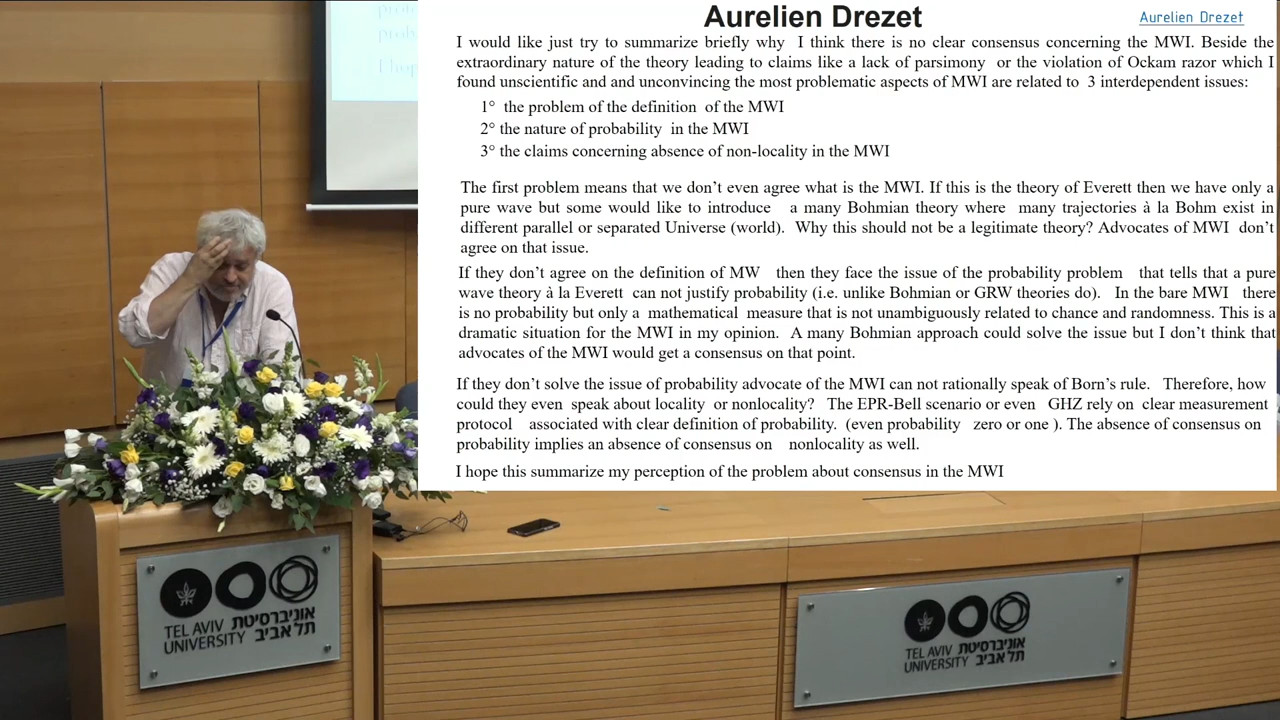 Aurelien Drezet
Aurelien Drezet
I would like just try to summarize briefly why I think there is no clear consensus concerning the MWI. Beside the
extraordinary nature of the theory leading to claims like a lack of parsimony or the violation of Ockam razor which I
found unscientific and and unconvincing the most problematic aspects of MWI are related to 3 interdependent issues:
1° the problem of the definition of the MWI
2° the nature of probability in the MWI
3° the claims concerning absence of non-locality in the MWI
The first problem means that we don't even agree what is the MWI. If this is the theory of Everett then we have only a
pure wave but some would like to introduce a many Bohmian theory where many trajectories à la Bohm exist in
different parallel or separated Universe (world). Why this should not be a legitimate theory? Advocates of MWI don't
agree on that issue.
If they don't agree on the definition of MW then they face the issue of the probability problem that tells that a pure
wave theory à la Everett can not justify probability (i.e. unlike Bohmian or GRW theories do). In the bare MWI there
is no probability but only a mathematical measure that is not unambiguously related to chance and randomness. This is a
dramatic situation for the MWI in my opinion. A many Bohmian approach could solve the issue but I don't think that
advocates of the MWI would get a consensus on that point.
If they don't solve the issue of probability advocate of the MWI can not rationally speak of Born's rule. Therefore, how
could they even speak about locality or nonlocality? The EPR-Bell scenario or even GHZ rely on clear measurement
protocol associated with clear definition of probability. (even probability zero or one ). The absence of consensus on
probability implies an absence of consensus on nonlocality as well.
I hope this summarize my perception of the problem about consensus in the MWI
TEL AVIV אוניברסיטת
UNIVERSITY תל אביב
TEL AVIV אוניברסיטת
UNIVERSITY תל אביב